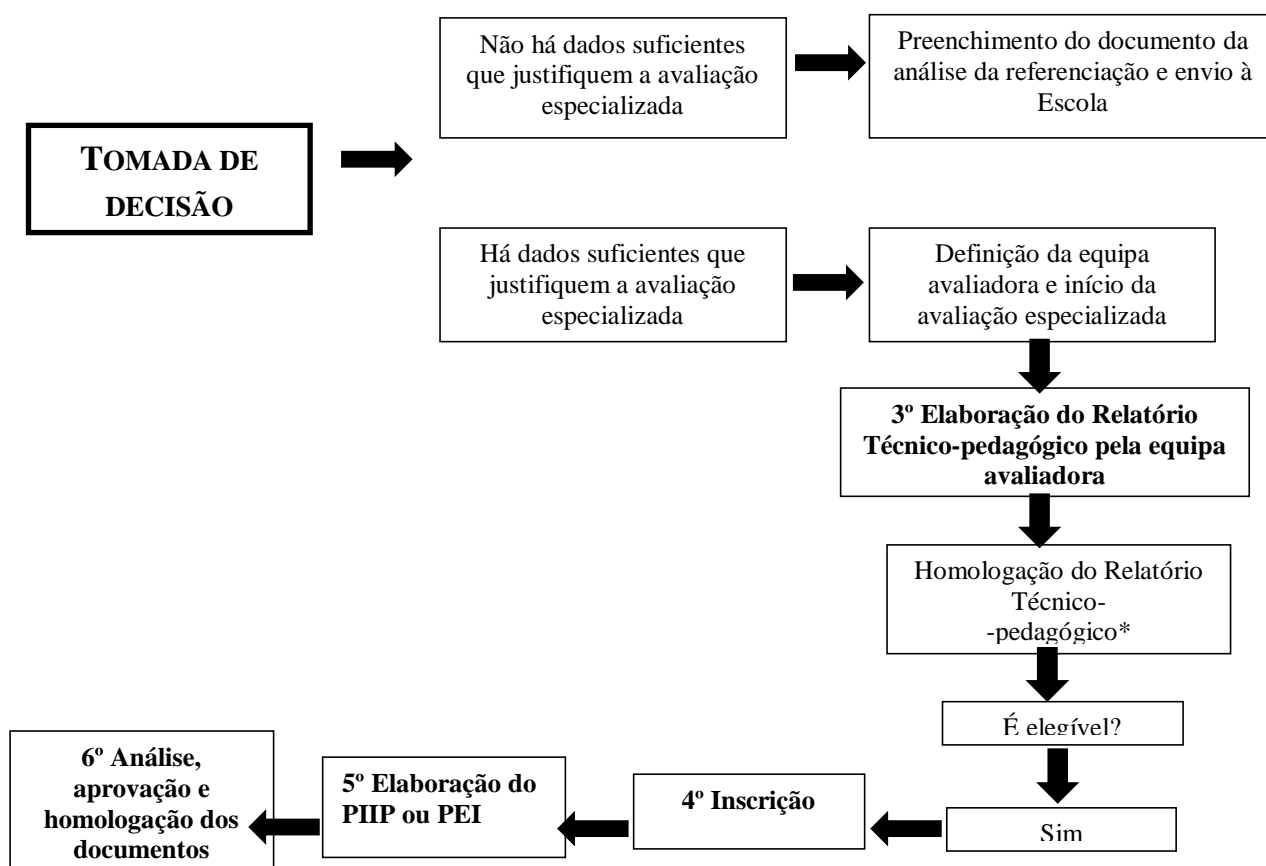 Não há dados suficientes
que justifiquem a avaliação
especializada
Preenchimento do documento da
análise da referenciação e envio à
Escola
TOMADA DE
DECISÃO
Há dados suficientes que
justifiquem a avaliação
especializada
Definição da equipa
avaliadora e início da
avaliação especializada
3º Elaboração do Relatório
Técnico-pedagógico pela equipa
avaliadora
Homologação do Relatório
Técnico-
-pedagógico*
É elegível?
Sim
4º Inscrição
5º Elaboração do
PIIP ou PEI
6º Análise,
aprovação e
homologação dos
documentos